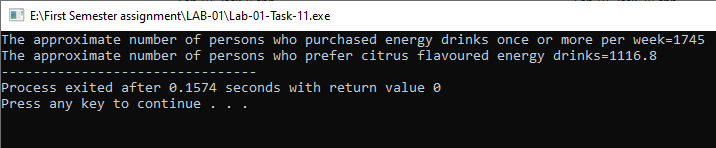 E:\First Semester assignment\LAB-01\Lab-01-Task-11.exe
The approximate number of persons who purchased energy drinks once or more per week=1745
The approximate number of persons who prefer citrus flavoured energy drinks=1116.8
--------------------------------
Process exited after 0.1574 seconds with return value 0
Press any key to continue . . .